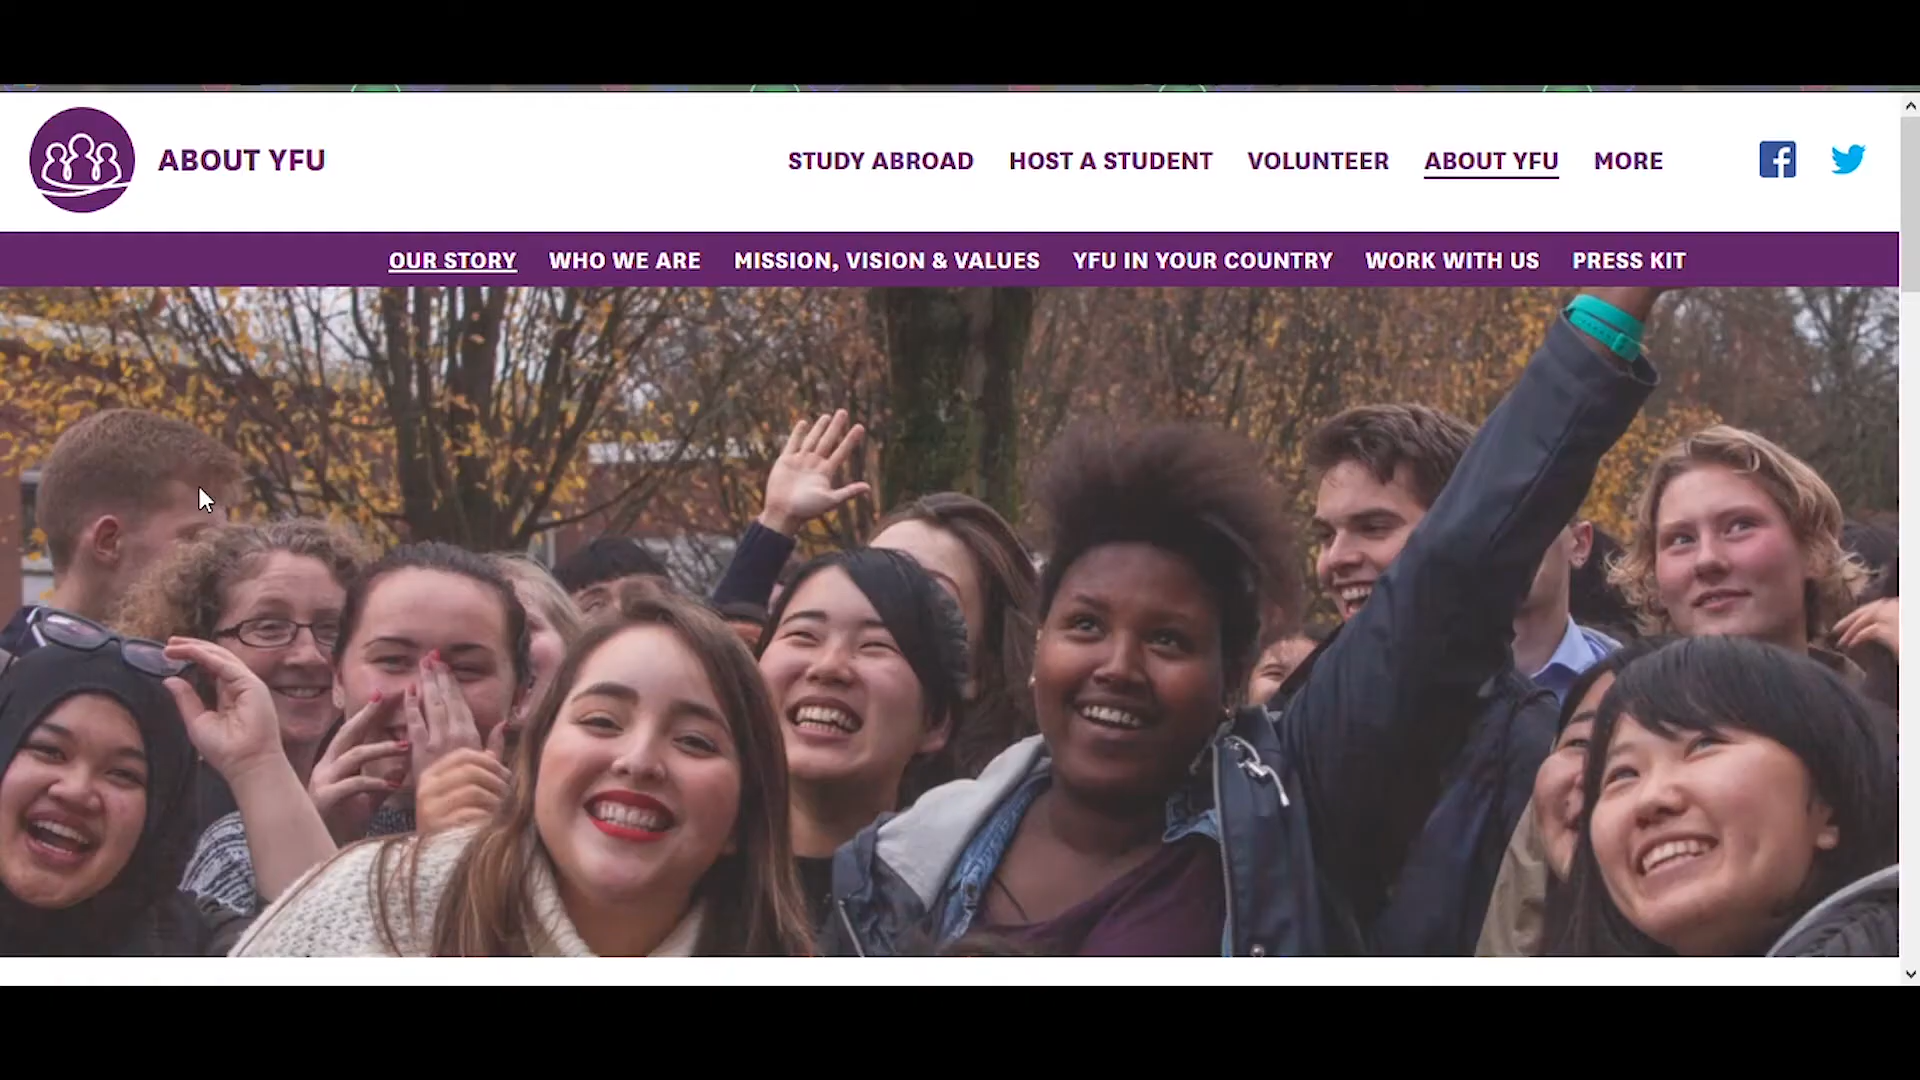 ABOUT YFU
STUDY ABROAD HOST A STUDENT VOLUNTEER ABOUT YFU MORE
OUR STORY WHO WE ARE MISSION, VISION & VALUES YFU IN YOUR COUNTRY WORK WITH US PRESS KIT